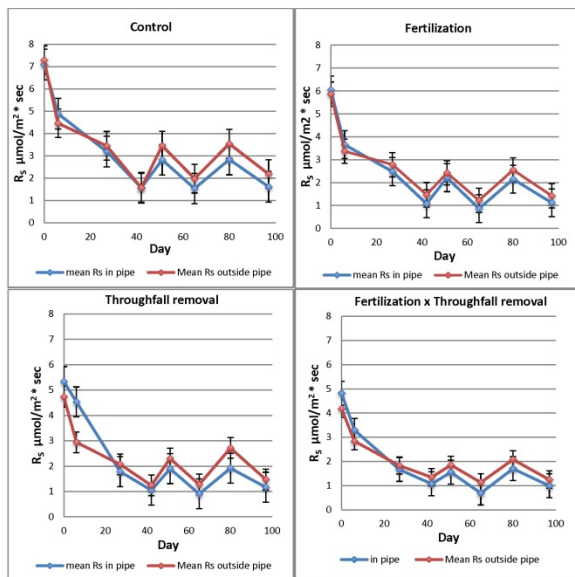 Control
8
7
6
5
4
3
2
1
0
Rs μmol/m² * sec
0 20 40 60 80 100
Day
mean Rs in pipe Mean Rs outside pipe
Fertilization
8
7
6
5
4
3
2
1
0
Rs μmol/m2 * sec
0 20 40 60 80 100
Day
mean Rs in pipe Mean Rs outside pipe
Throughfall removal
8
7
6
5
4
3
2
1
0
Rs μmol/m² * sec
0 20 40 60 80 100
Day
mean Rs in pipe Mean Rs outside pipe
Fertilization x Throughfall removal
8
7
6
5
4
3
2
1
0
Rs μmol/m² * sec
0 20 40 60 80 100
Day
in pipe Mean Rs outside pipe